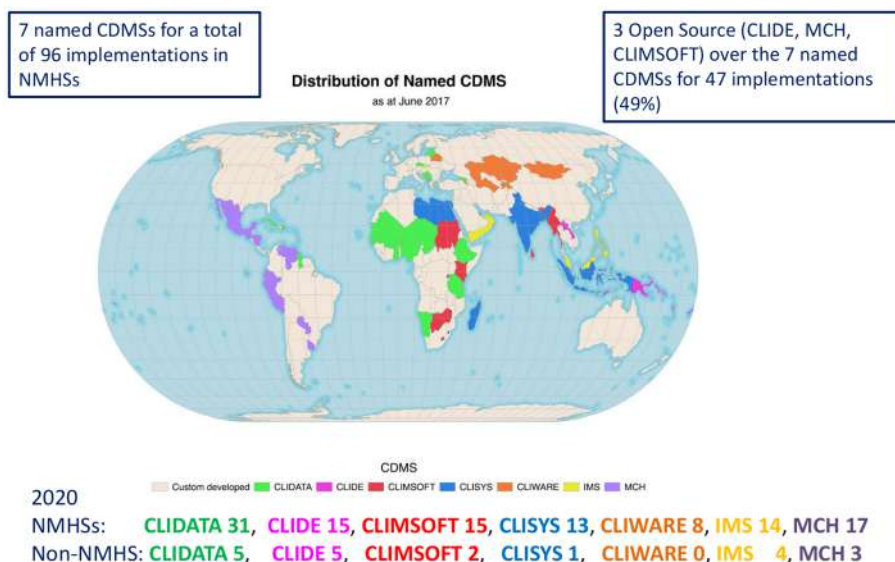 7 named CDMSs for a total
of 96 implementations in
NMHSs
3 Open Source (CLIDE, MCH,
CLIMSOFT) over the 7 named
CDMSs for 47 implementations
(49%)
Distribution of Named CDMS
as at June 2017
CDMS
Custom developed CLIDATA CLIDE CLIMSOFT CLISYS CLIWARE IMS MCH
2020
NMHSs: CLIDATA 31, CLIDE 15, CLIMSOFT 15, CLISYS 13, CLIWARE 8, IMS 14, MCH 17
Non-NMHS: CLIDATA 5, CLIDE 5, CLIMSOFT 2, CLISYS 1, CLIWARE 0, IMS 4, MCH 3